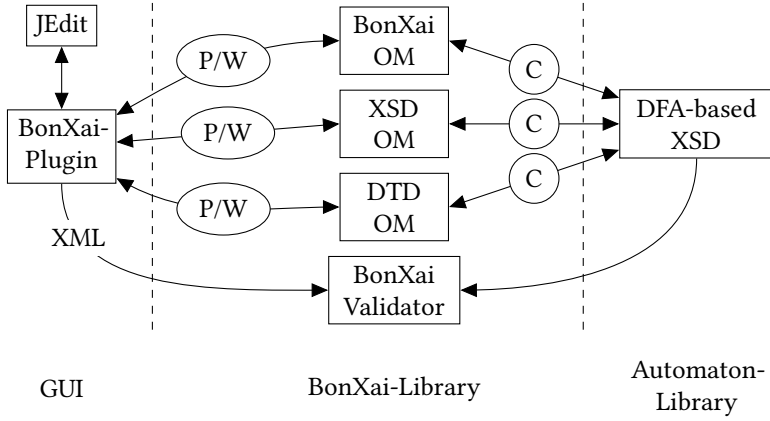 JEdit
BonXai-
Plugin
XML
P/W
P/W
P/W
BonXai
OM
XSD
OM
DTD
OM
BonXai
Validator
C
C
C
DFA-based
XSD
GUI
BonXai-Library
Automaton-
Library